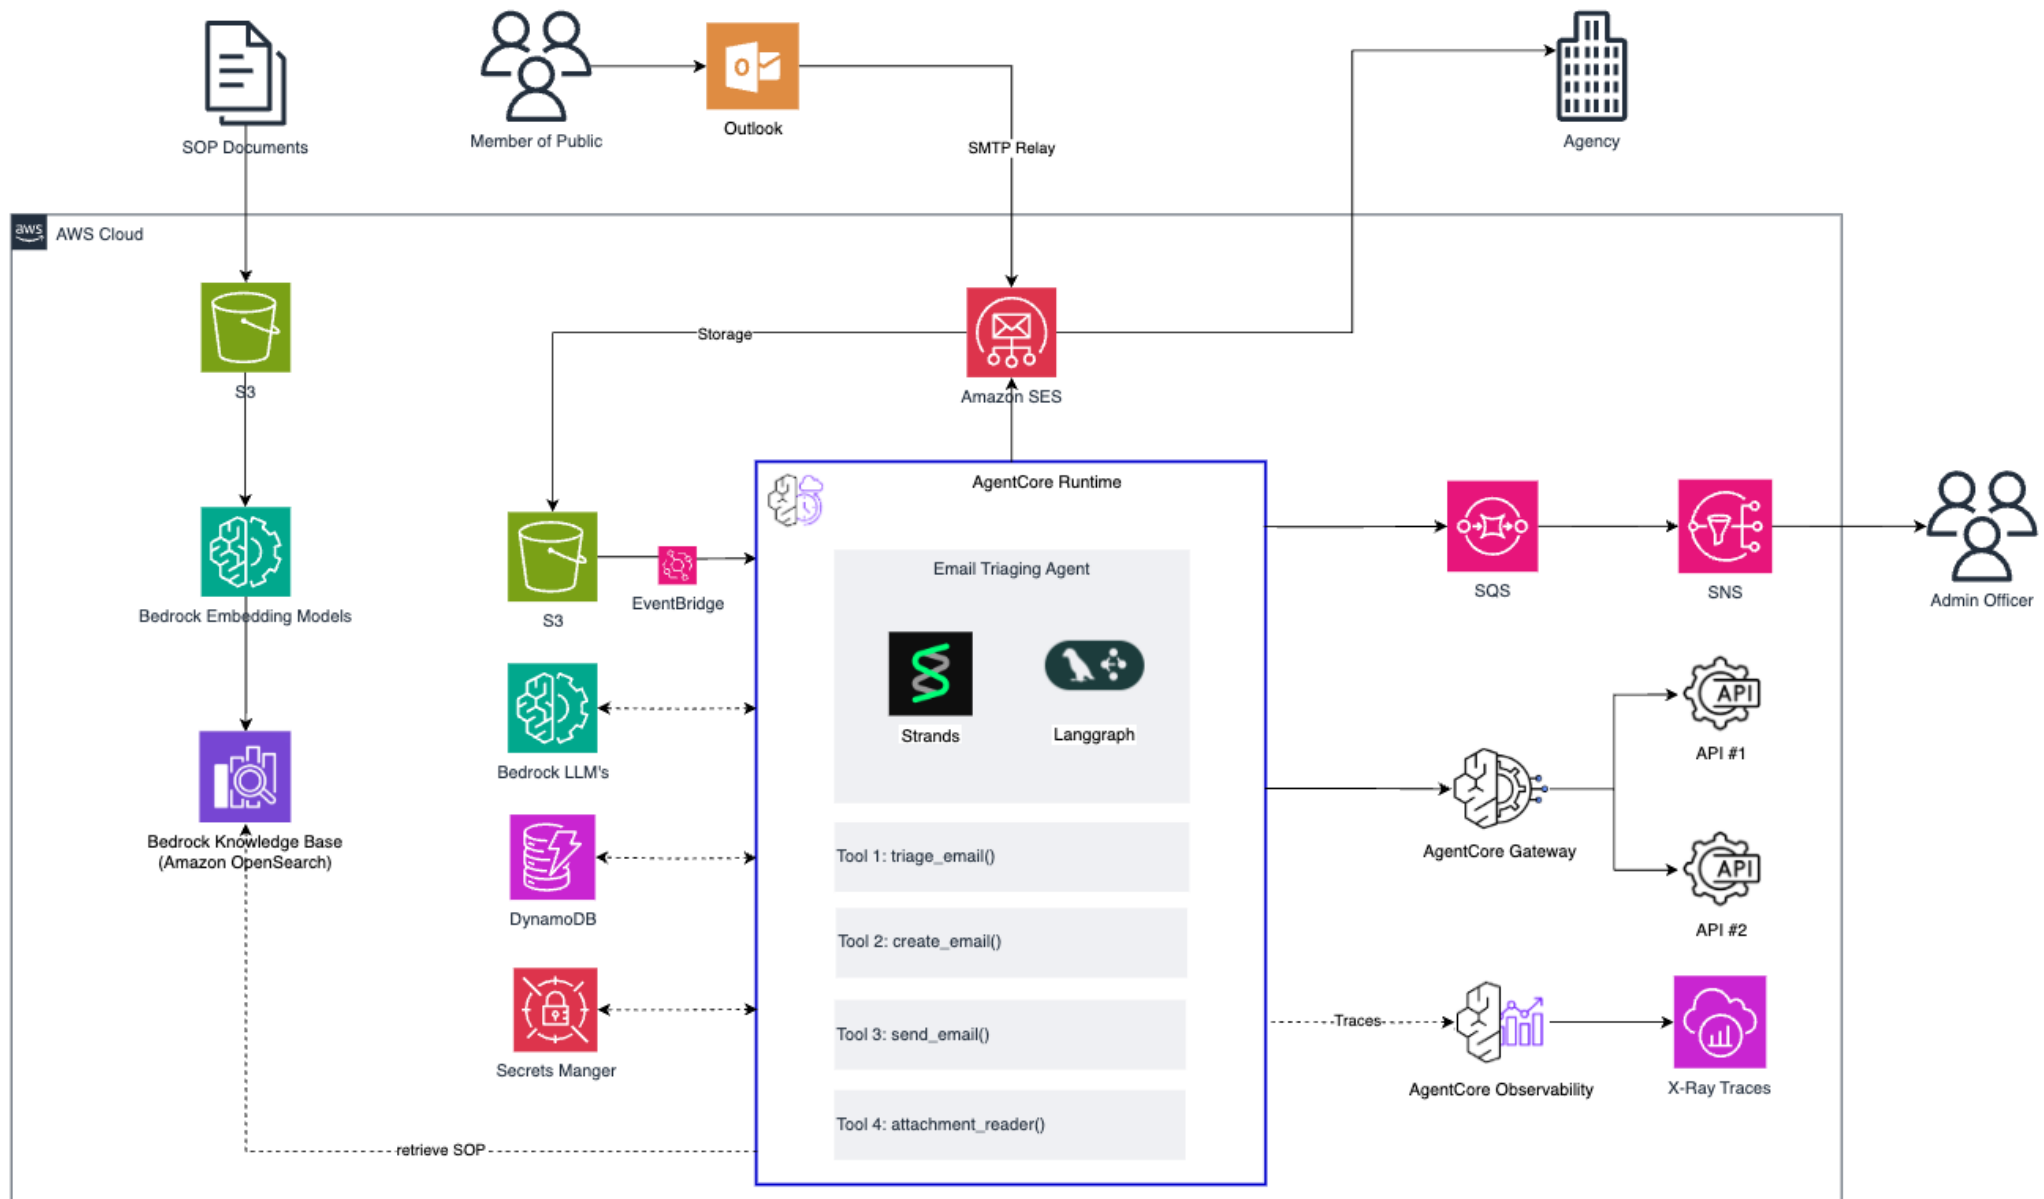 SOP Documents
Member of Public
O
Outlook
SMTP Relay
Agency
aws
AWS Cloud
S3
Storage
Amazon SES
AgentCore Runtime
Email Triaging Agent
Strands
Langgraph
Bedrock Embedding Models
S3
EventBridge
SQS
SNS
Admin Officer
Bedrock LLM's
API
API #1
Bedrock Knowledge Base
(Amazon OpenSearch)
DynamoDB
Tool 1: triage_email()
AgentCore Gateway
API
API #2
Tool 2: create_email()
Secrets Manger
Tool 3: send_email()
Traces
AgentCore Observability
X-Ray Traces
Tool 4: attachment_reader()
retrieve SOP